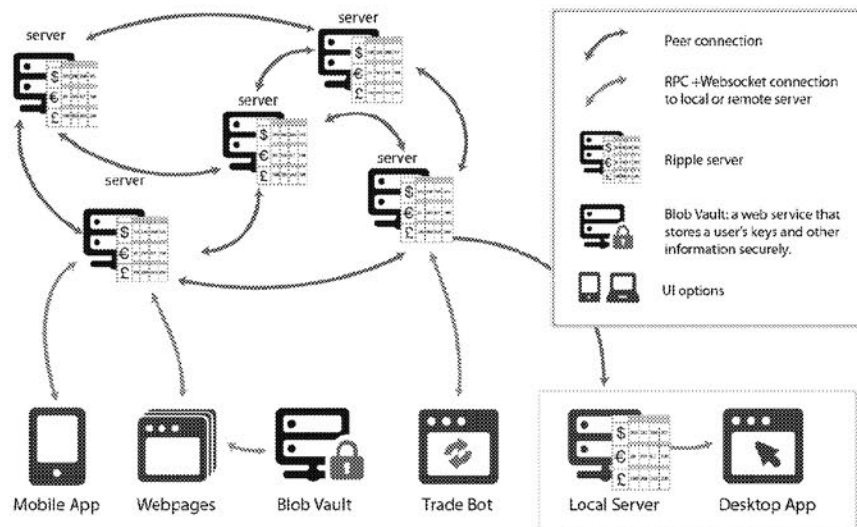 server
server
server
server
server
$
€
£
$
€
£
$
€
£
$
€
£
$
€
£
Peer connection
RPC +Websocket connection
to local or remote server
$
€
£
Ripple server
Blob Vault: a web service that
stores a user's keys and other
information securely.
UI options
$
€
£
Mobile App
Webpages
Blob Vault
Trade Bot
Local Server
Desktop App